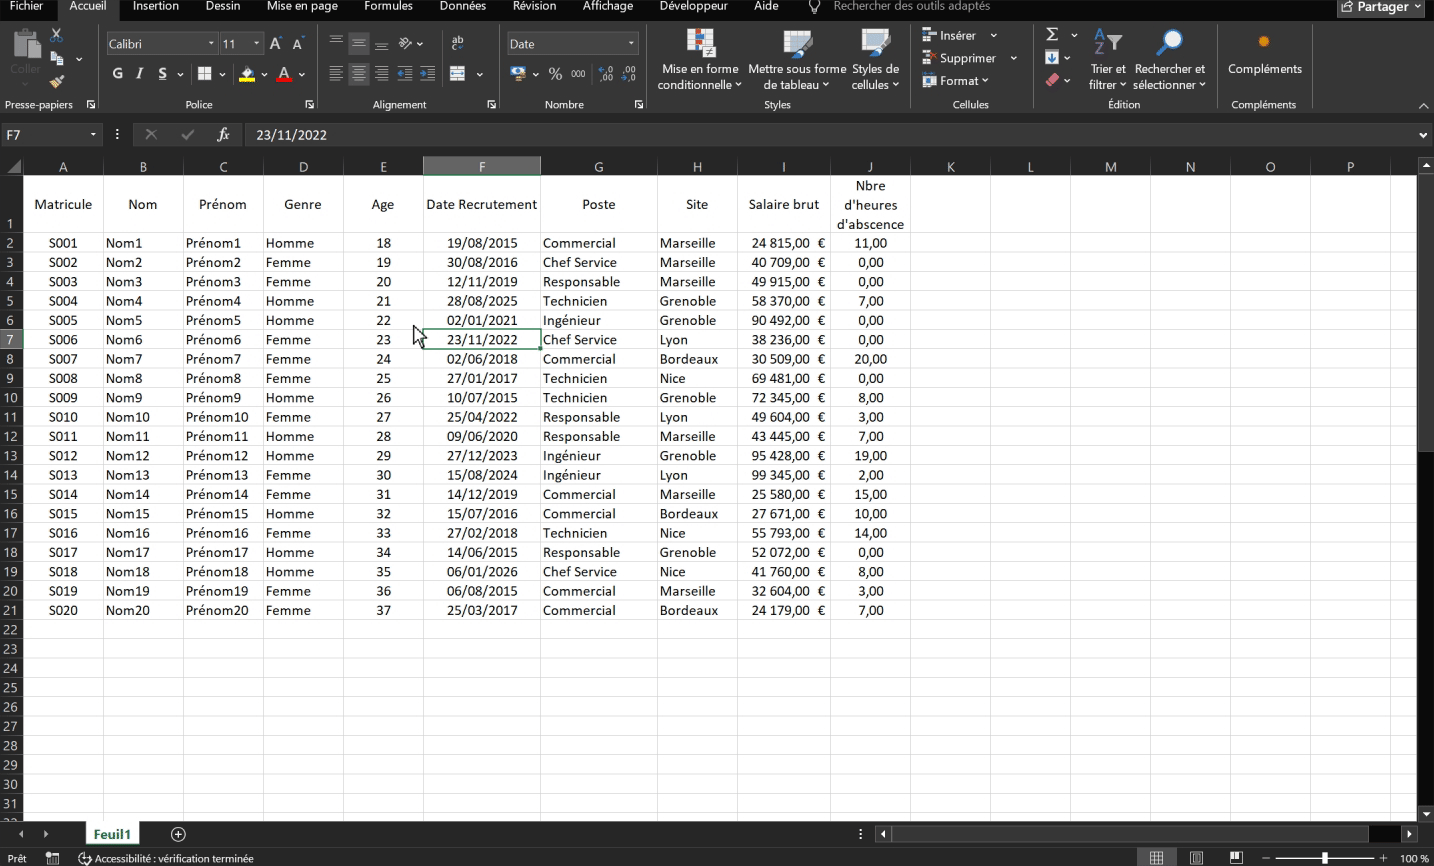 Fichier Accueil Insertion Dessin Mise en page Formules Données Révision Affichage Développeur Aide Rechercher des outils adaptés Partager
Coller
Calibri 11
G I S
ab
Date
% 000
Mise en forme conditionnelle
Mettre sous forme de tableau
Styles de cellules
Insérer
Supprimer
Format
Σ
Trier et filtrer
Rechercher et sélectionner
Compléments
Presse-papiers Police Alignement Nombre Styles Cellules Édition Compléments
F7 fx 23/11/2022
A B C D E F G H I J K L M N O P
1 Matricule Nom Prénom Genre Age Date Recrutement Poste Site Salaire brut Nbre d'heures d'abscence
2 S001 Nom1 Prénom1 Homme 18 19/08/2015 Commercial Marseille 24 815,00 € 11,00
3 S002 Nom2 Prénom2 Femme 19 30/08/2016 Chef Service Marseille 40 709,00 € 0,00
4 S003 Nom3 Prénom3 Femme 20 12/11/2019 Responsable Marseille 49 915,00 € 0,00
5 S004 Nom4 Prénom4 Homme 21 28/08/2025 Technicien Grenoble 58 370,00 € 7,00
6 S005 Nom5 Prénom5 Homme 22 02/01/2021 Ingénieur Grenoble 90 492,00 € 0,00
7 S006 Nom6 Prénom6 Femme 23 23/11/2022 Chef Service Lyon 38 236,00 € 0,00
8 S007 Nom7 Prénom7 Femme 24 02/06/2018 Commercial Bordeaux 30 509,00 € 20,00
9 S008 Nom8 Prénom8 Femme 25 27/01/2017 Technicien Nice 69 481,00 € 0,00
10 S009 Nom9 Prénom9 Homme 26 10/07/2015 Technicien Grenoble 72 345,00 € 8,00
11 S010 Nom10 Prénom10 Femme 27 25/04/2022 Responsable Lyon 49 604,00 € 3,00
12 S011 Nom11 Prénom11 Homme 28 09/06/2020 Responsable Marseille 43 445,00 € 7,00
13 S012 Nom12 Prénom12 Homme 29 27/12/2023 Ingénieur Grenoble 95 428,00 € 19,00
14 S013 Nom13 Prénom13 Femme 30 15/08/2024 Ingénieur Lyon 99 345,00 € 2,00
15 S014 Nom14 Prénom14 Femme 31 14/12/2019 Commercial Marseille 25 580,00 € 15,00
16 S015 Nom15 Prénom15 Homme 32 15/07/2016 Commercial Bordeaux 27 671,00 € 10,00
17 S016 Nom16 Prénom16 Femme 33 27/02/2018 Technicien Nice 55 793,00 € 14,00
18 S017 Nom17 Prénom17 Homme 34 14/06/2015 Responsable Grenoble 52 072,00 € 0,00
19 S018 Nom18 Prénom18 Homme 35 06/01/2026 Chef Service Nice 41 760,00 € 8,00
20 S019 Nom19 Prénom19 Femme 36 06/08/2015 Commercial Marseille 32 604,00 € 3,00
21 S020 Nom20 Prénom20 Femme 37 25/03/2017 Commercial Bordeaux 24 179,00 € 7,00
22
23
24
25
26
27
28
29
30
31
Feuil1
Prêt Accessibilité : vérification terminée 100 %